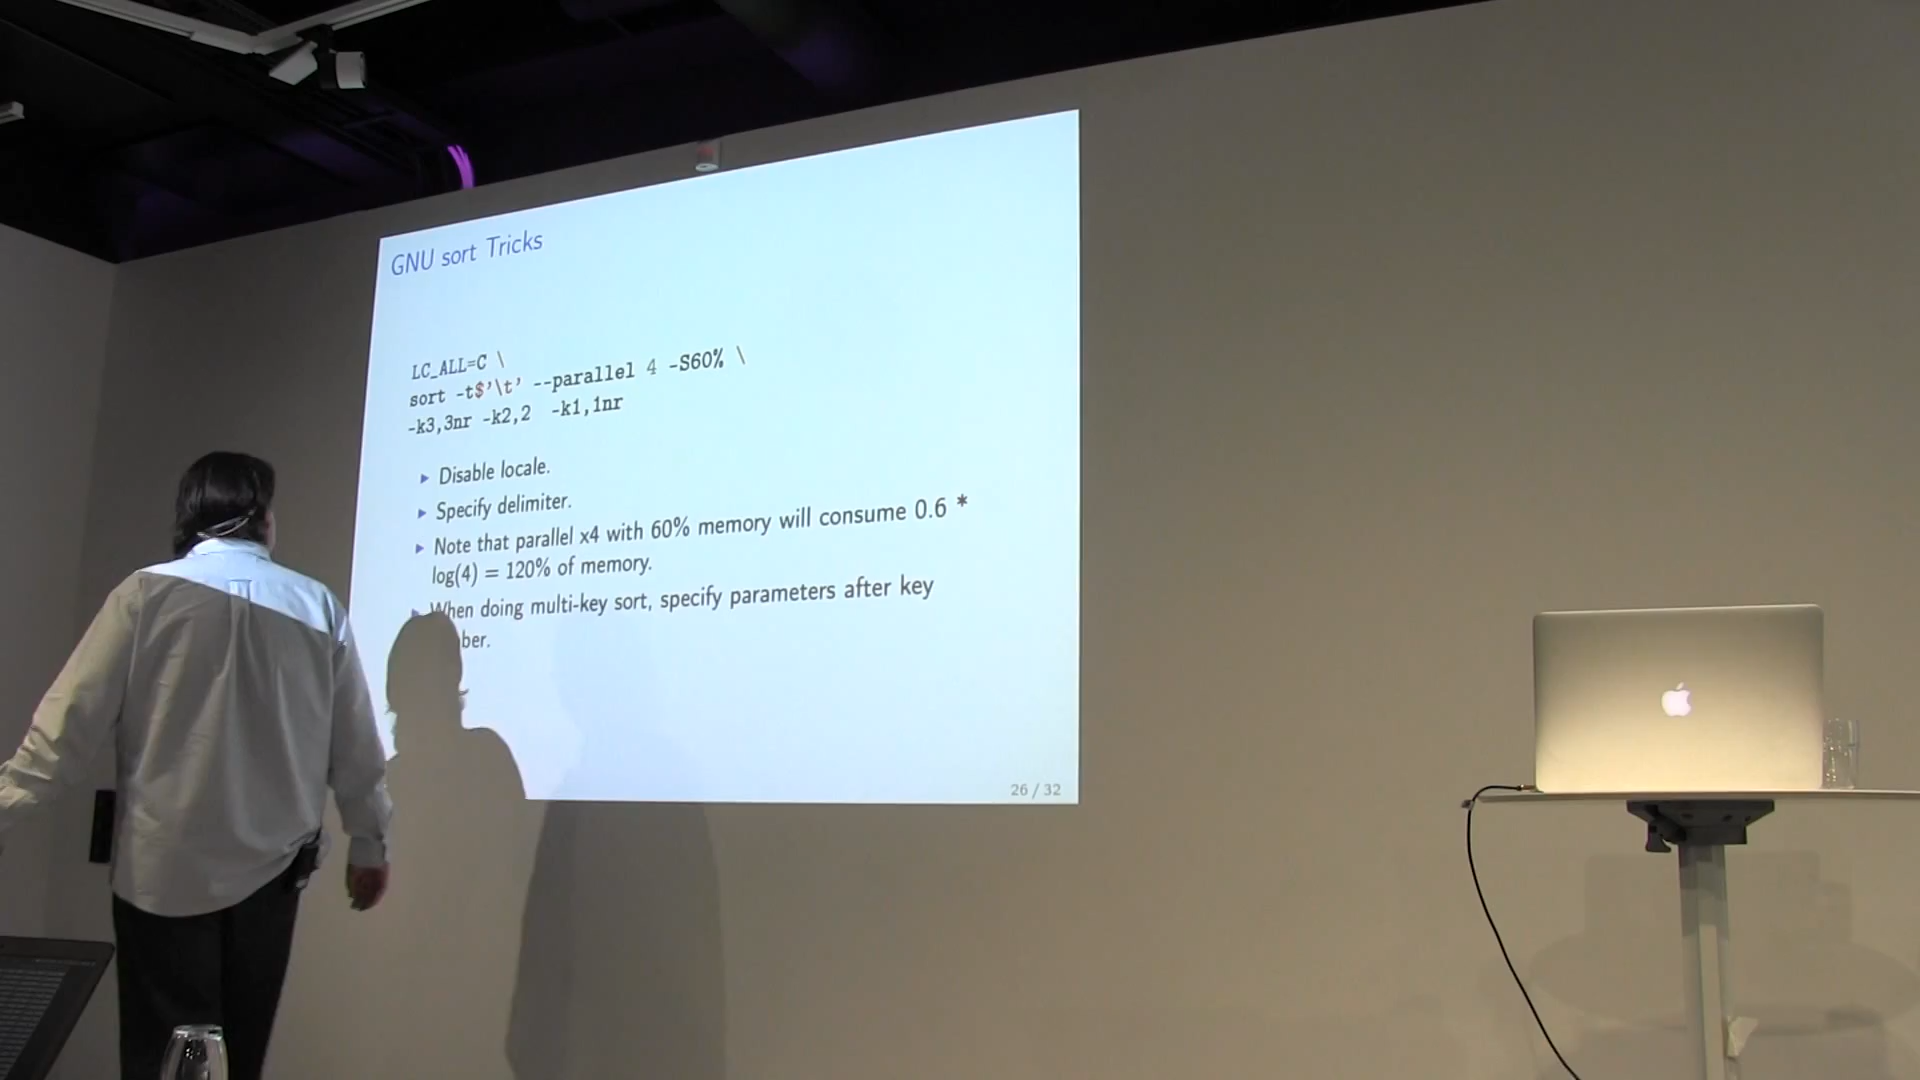 GNU sort Tricks
LC_ALL=C \
sort -t$'\t' --parallel 4 -S60% \
-k3,3nr -k2,2 -k1,1nr
Disable locale.
Specify delimiter.
Note that parallel x4 with 60% memory will consume 0.6 *
log(4) = 120% of memory.
When doing multi-key sort, specify parameters after key
ber.
26 / 32